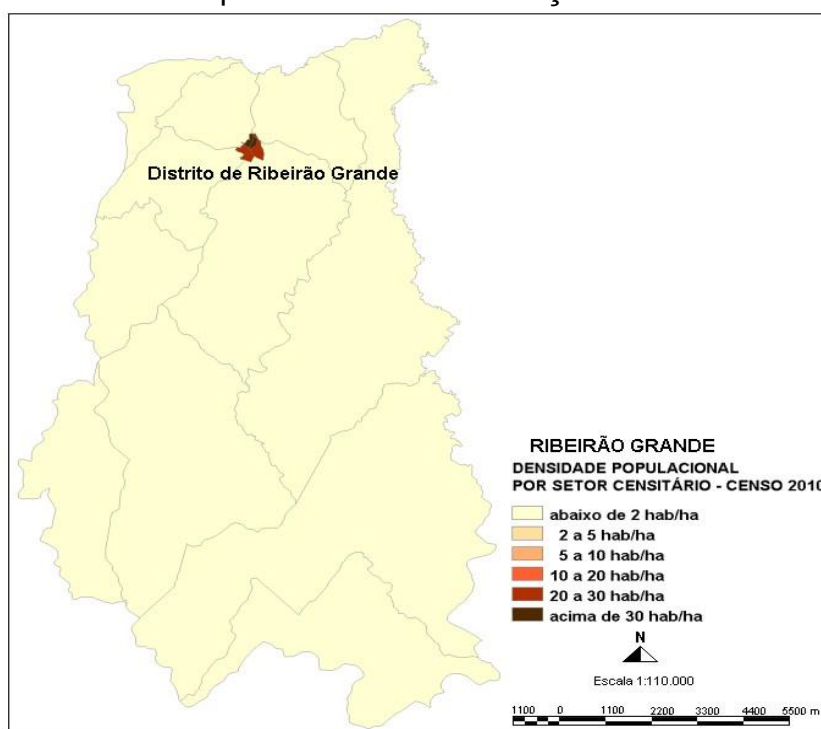 Distrito de Ribeirão Grande
RIBEIRÃO GRANDE
DENSIDADE POPULACIONAL
POR SETOR CENSITÁRIO - CENSO 2010
abaixo de 2 hab/ha
2 a 5 hab/ha
5 a 10 hab/ha
10 a 20 hab/ha
20 a 30 hab/ha
acima de 30 hab/ha
N
Escala 1:110.000
1100 0 1100 2200 3300 4400 5500 m